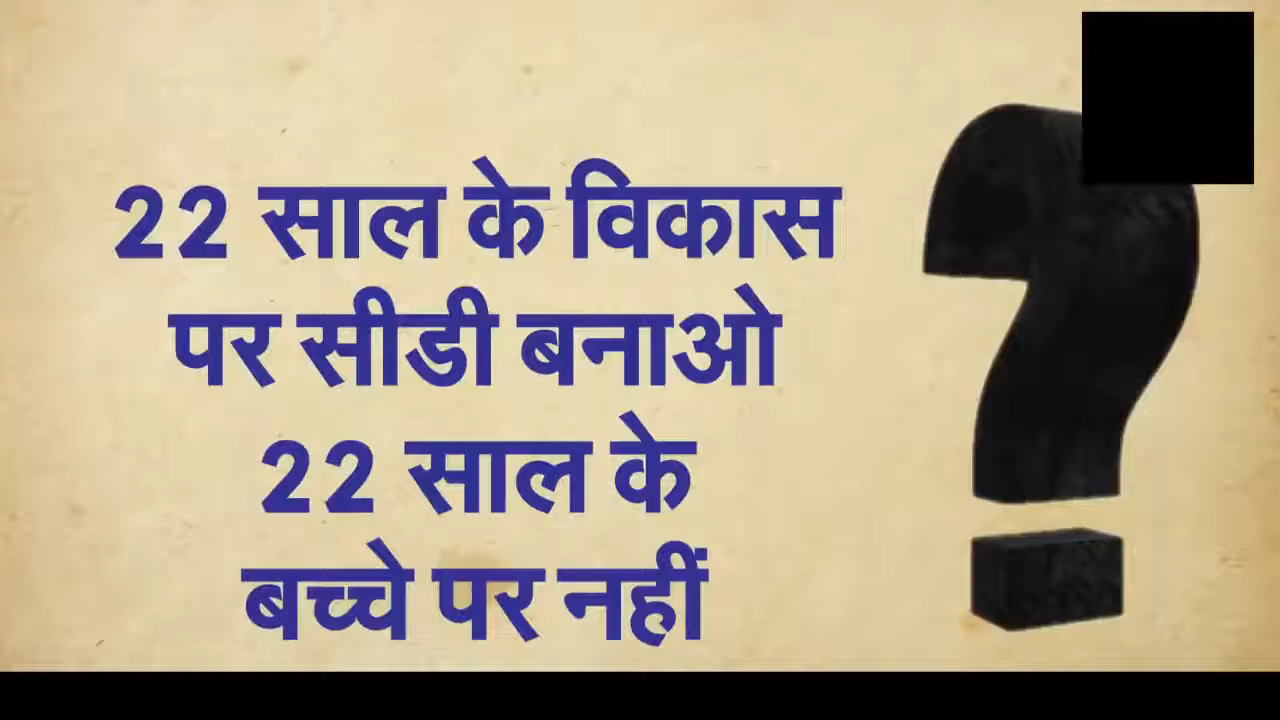 22 साल के विकास
पर सीडी बनाओ
22 साल के
बच्चे पर नहीं
?